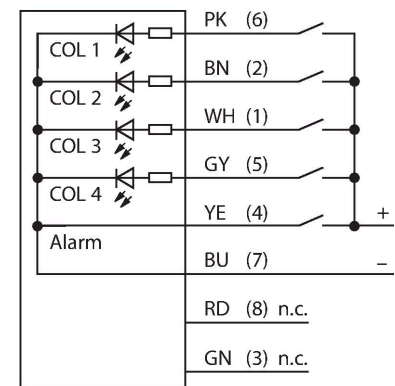 PK (6)
COL 1
BN (2)
COL 2
WH (1)
COL 3
GY (5)
COL 4
YE (4)
+
Alarm
BU (7)
–
RD (8) n.c.
GN (3) n.c.